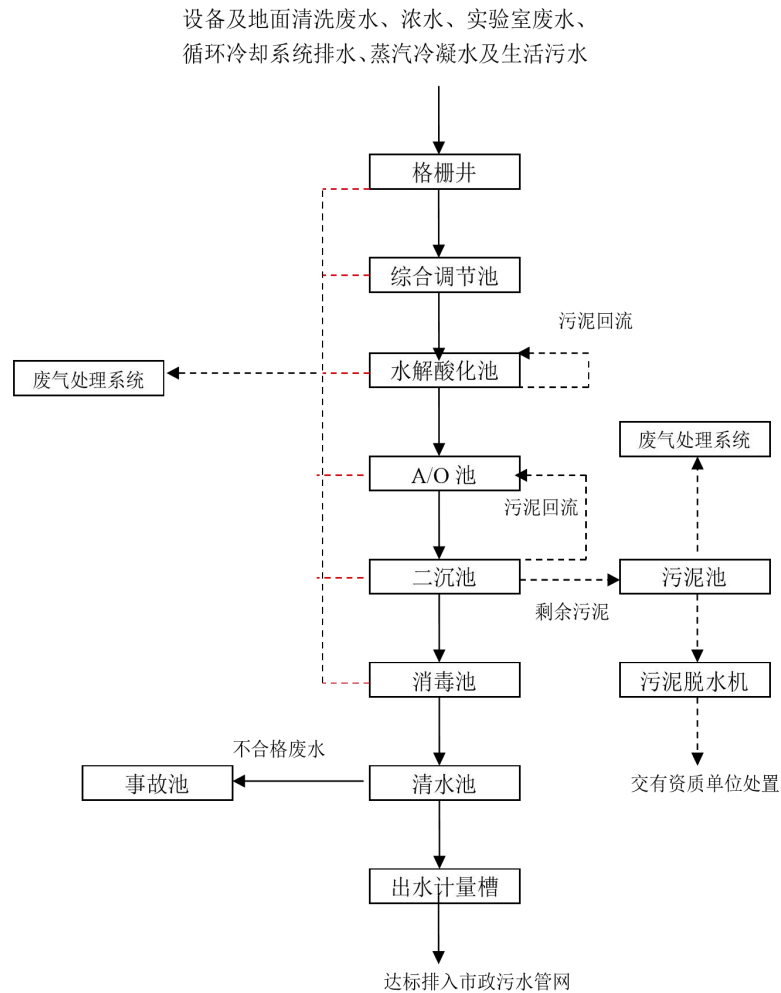 设备及地面清洗废水、浓水、实验室废水、
循环冷却系统排水、蒸汽冷凝水及生活污水
格栅井
综合调节池
污泥回流
水解酸化池
废气处理系统
废气处理系统
A/O 池
污泥回流
二沉池
污泥池
剩余污泥
消毒池
污泥脱水机
不合格废水
事故池
清水池
交有资质单位处置
出水计量槽
达标排入市政污水管网